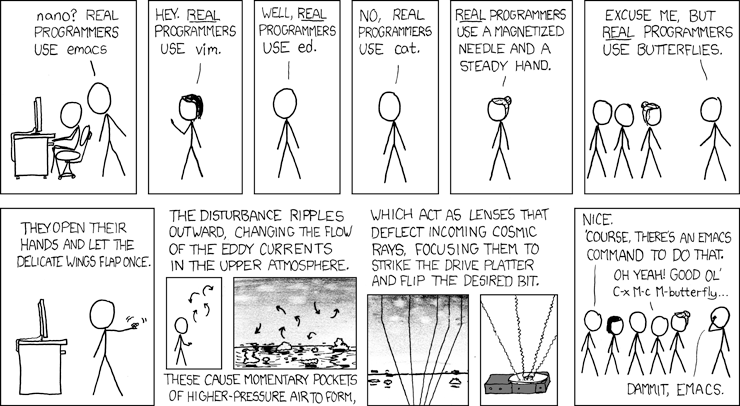 nano? REAL
PROGRAMMERS
USE emacs
HEY. REAL
PROGRAMMERS
USE vim.
WELL, REAL
PROGRAMMERS
USE ed.
NO, REAL
PROGRAMMERS
USE cat.
REAL PROGRAMMERS
USE A MAGNETIZED
NEEDLE AND A
STEADY HAND.
EXCUSE ME, BUT
REAL PROGRAMMERS
USE BUTTERFLIES.
THEY OPEN THEIR
HANDS AND LET THE
DELICATE WINGS FLAP ONCE.
THE DISTURBANCE RIPPLES
OUTWARD, CHANGING THE FLOW
OF THE EDDY CURRENTS
IN THE UPPER ATMOSPHERE.
THESE CAUSE MOMENTARY POCKETS
OF HIGHER-PRESSURE AIR TO FORM,
WHICH ACT AS LENSES THAT
DEFLECT INCOMING COSMIC
RAYS, FOCUSING THEM TO
STRIKE THE DRIVE PLATTER
AND FLIP THE DESIRED BIT.
NICE.
'COURSE, THERE'S AN EMACS
COMMAND TO DO THAT.
OH YEAH! GOOD OL'
C-x M-c M-butterfly...
DAMMIT, EMACS.